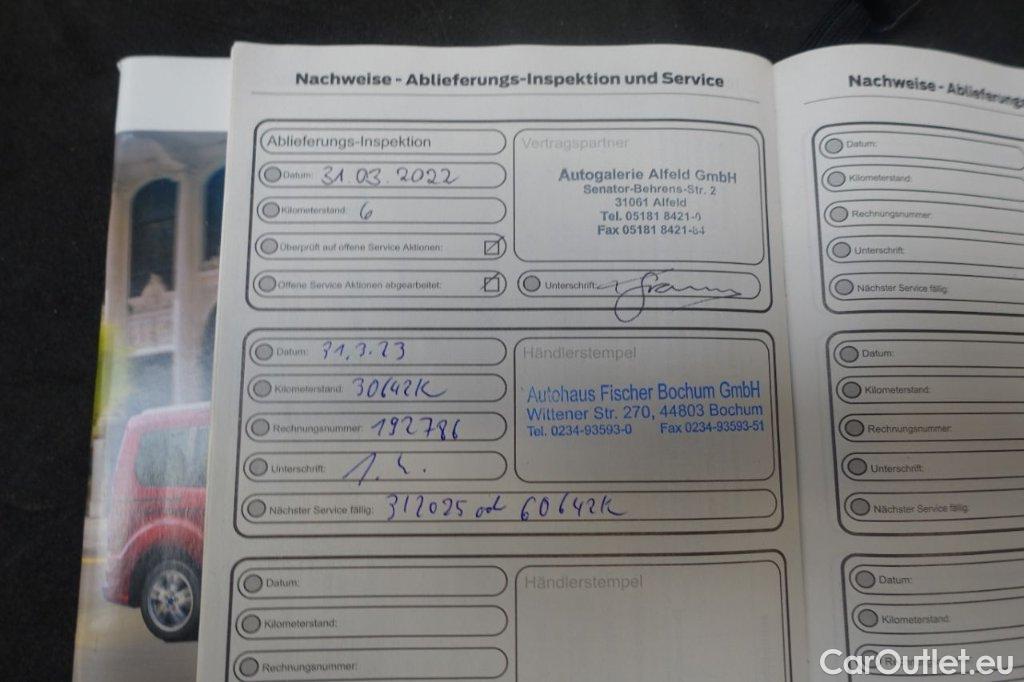 Nachweise - Ablieferungs-Inspektion und Service
Ablieferungs-Inspektion
Datum: 31.03.2022
Kilometerstand: 6
Überprüft auf offene Service Aktionen:
Offene Service Aktionen abgearbeitet:
Vertragspartner
Autogalerie Alfeld GmbH
Senator-Behrens-Str. 2
31061 Alfeld
Tel. 05181 8421-0
Fax 05181 8421-84
Unterschrift:
Datum: 31.3.23
Kilometerstand: 30642K
Rechnungsnummer: 192786
Unterschrift:
Nächster Service fällig: 312025 od 60642K
Händlerstempel
Autohaus Fischer Bochum GmbH
Wittener Str. 270, 44803 Bochum
Tel. 0234-93593-0 Fax 0234-93593-51
Datum:
Kilometerstand:
Rechnungsnummer:
Händlerstempel
Nachweise - Ablieferungs
Datum:
Kilometerstand:
Rechnungsnummer:
Unterschrift:
Nächster Service fällig:
Datum:
Kilometerstand:
Rechnungsnummer:
Unterschrift:
Nächster Service fällig:
Datum:
Kilometerstand:
CarOutlet.eu